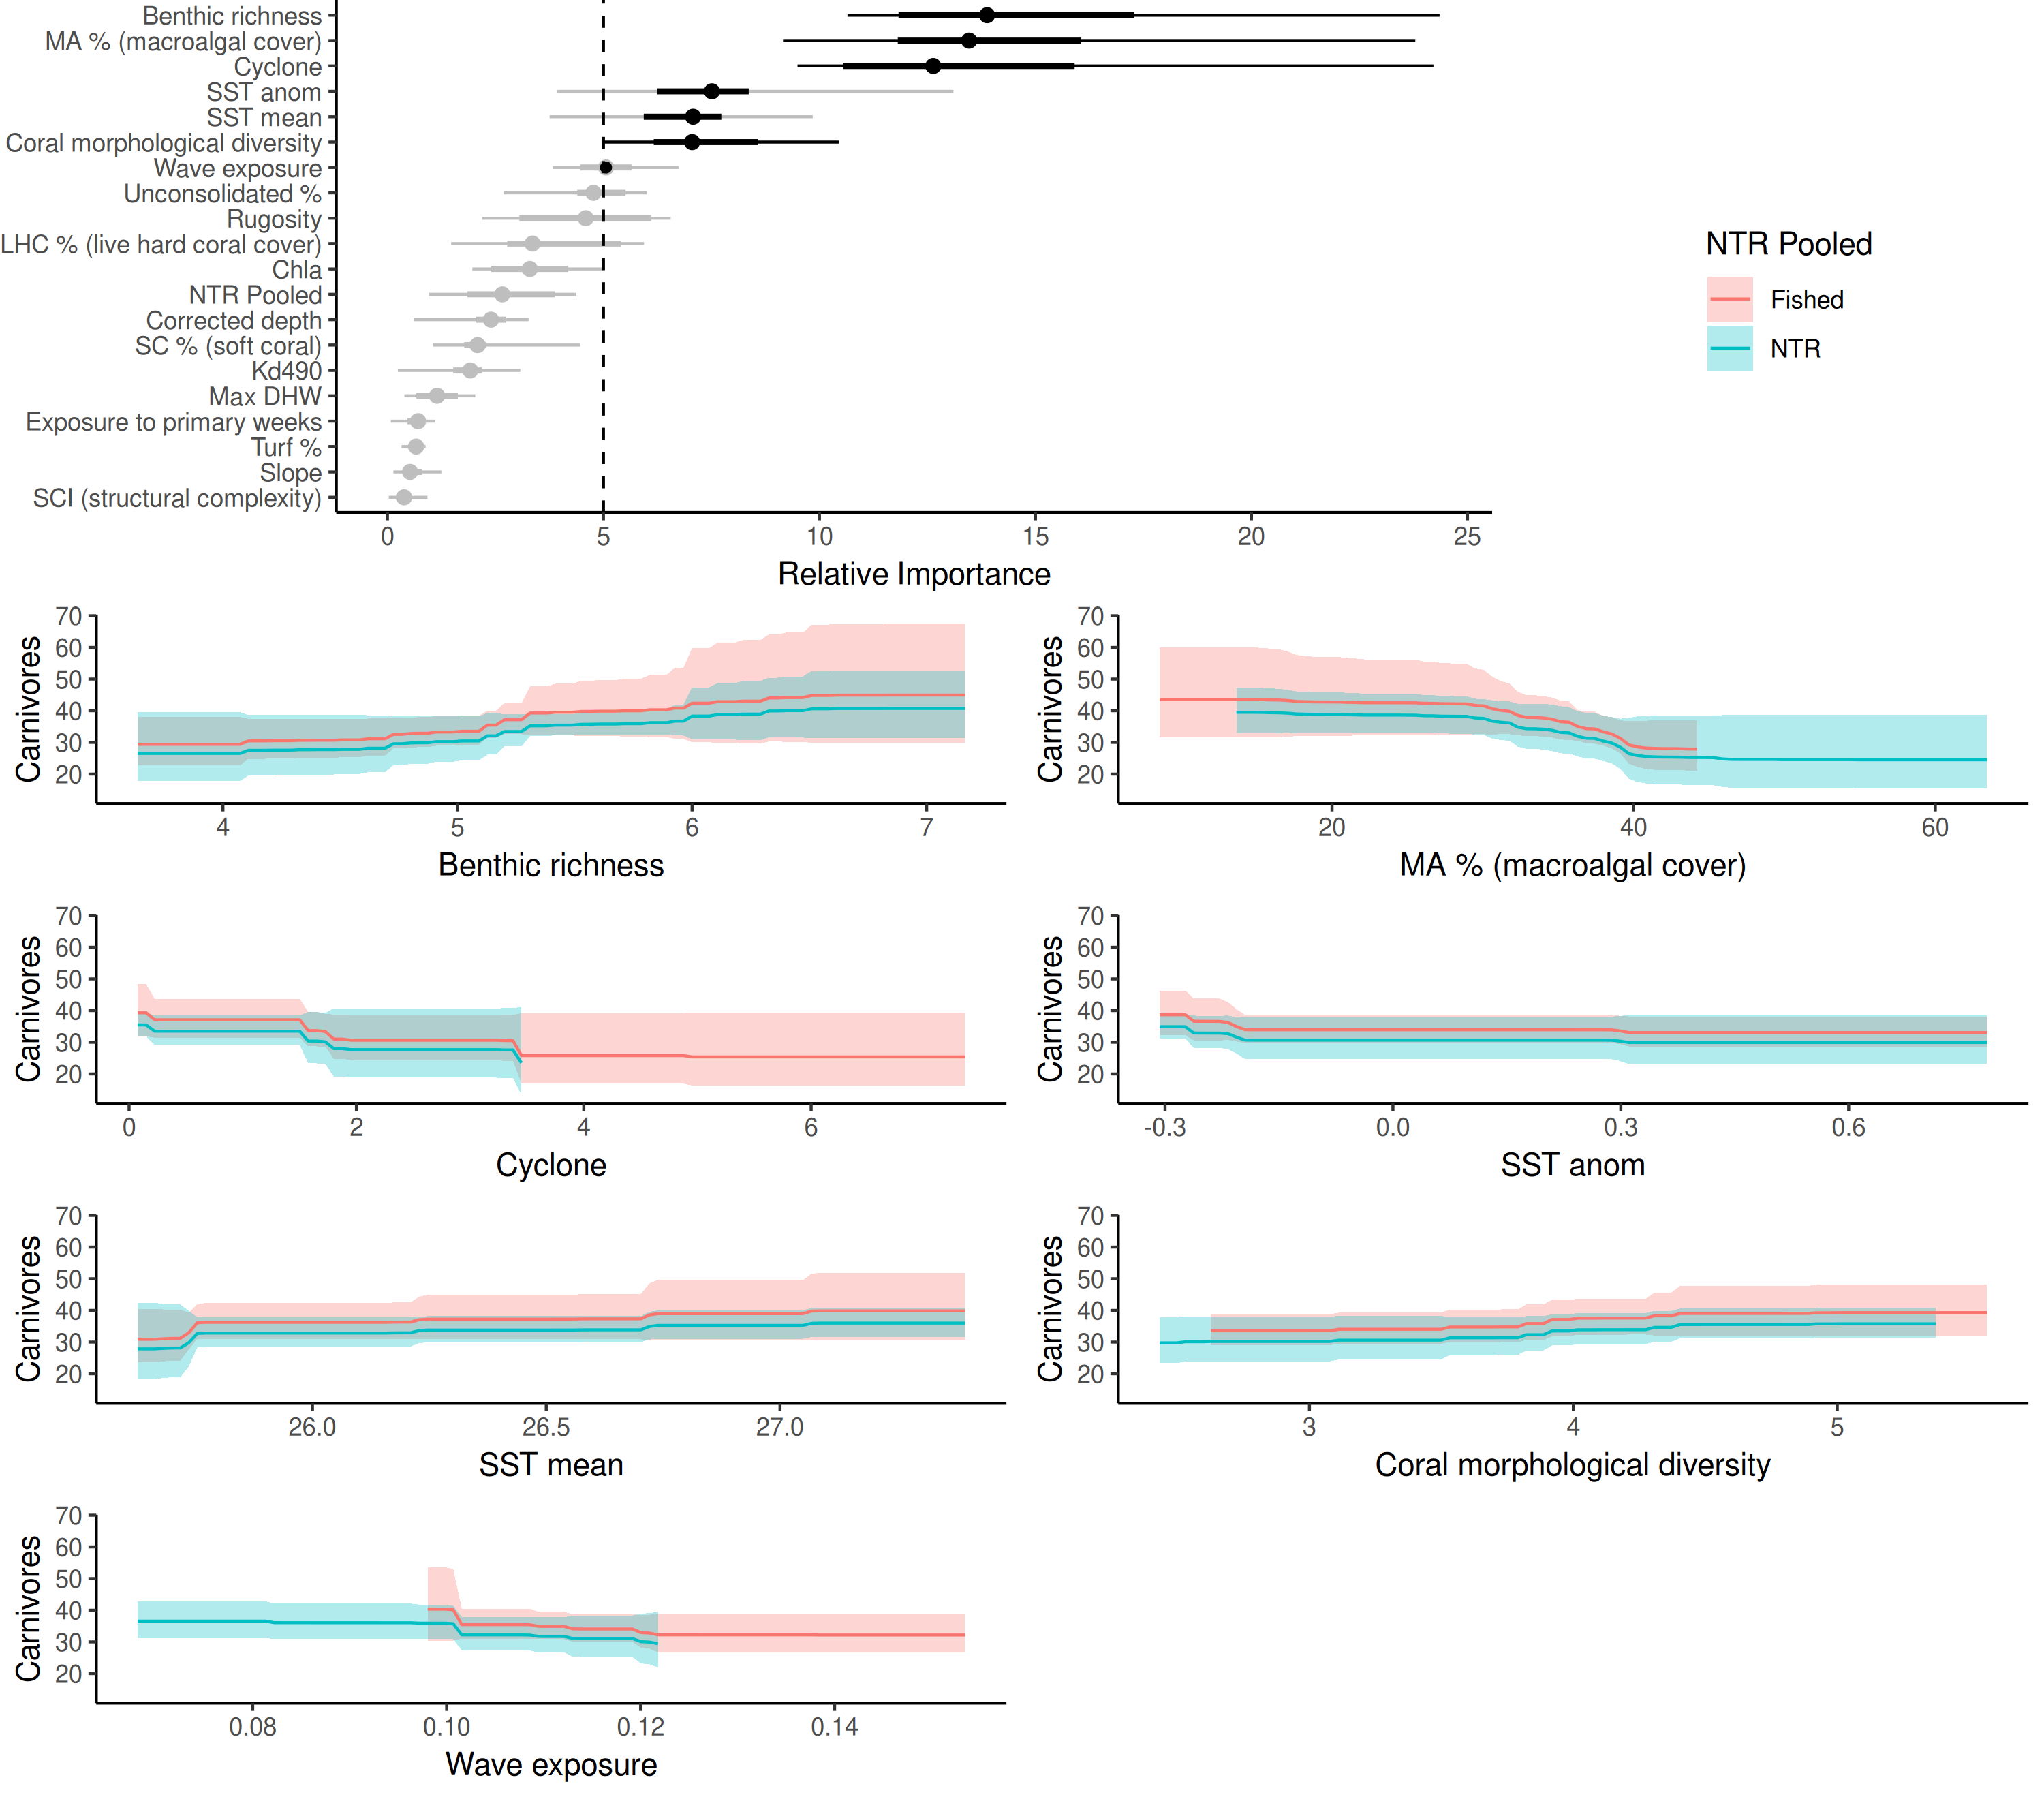 Benthic richness
MA % (macroalgal cover)
Cyclone
SST anom
SST mean
Coral morphological diversity
Wave exposure
Unconsolidated %
Rugosity
LHC % (live hard coral cover)
Chla
NTR Pooled
Corrected depth
SC % (soft coral)
Kd490
Max DHW
Exposure to primary weeks
Turf %
Slope
SCI (structural complexity)
0 5 10 15 20 25
Relative Importance
NTR Pooled
Fished
NTR
70
60
50
40
30
20
Carnivores
4 5 6 7
Benthic richness
70
60
50
40
30
20
Carnivores
20 40 60
MA % (macroalgal cover)
70
60
50
40
30
20
Carnivores
0 2 4 6
Cyclone
70
60
50
40
30
20
Carnivores
-0.3 0.0 0.3 0.6
SST anom
70
60
50
40
30
20
Carnivores
26.0 26.5 27.0
SST mean
70
60
50
40
30
20
Carnivores
3 4 5
Coral morphological diversity
70
60
50
40
30
20
Carnivores
0.08 0.10 0.12 0.14
Wave exposure